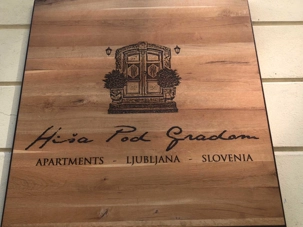 Hiša Pod Gradom
APARTMENTS - LJUBLJANA - SLOVENIA